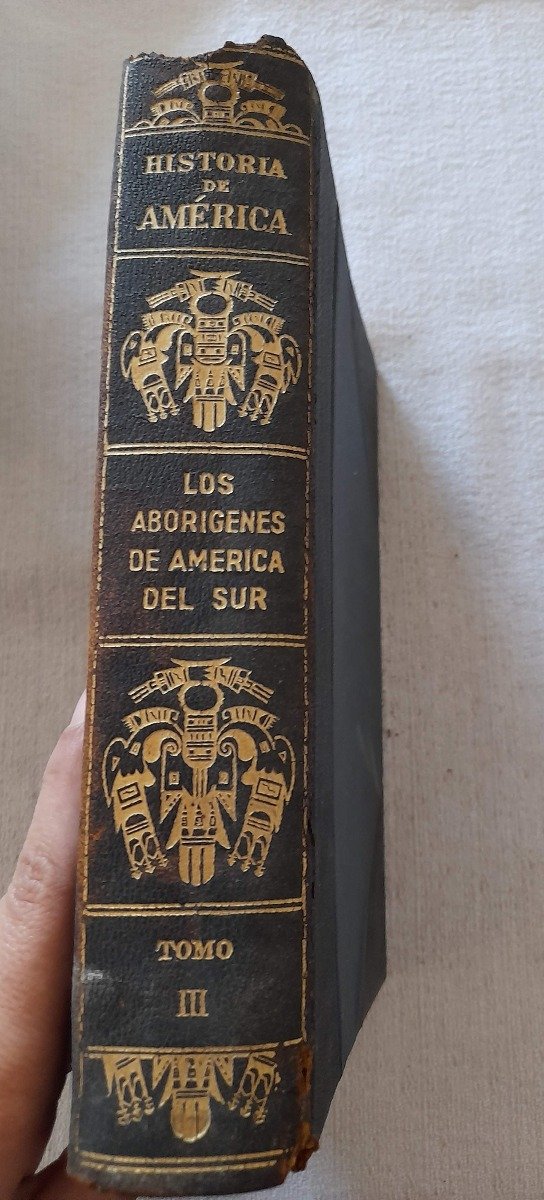 HISTORIA
DE
AMÉRICA
LOS
ABORIGENES
DE AMERICA
DEL SUR
TOMO
III